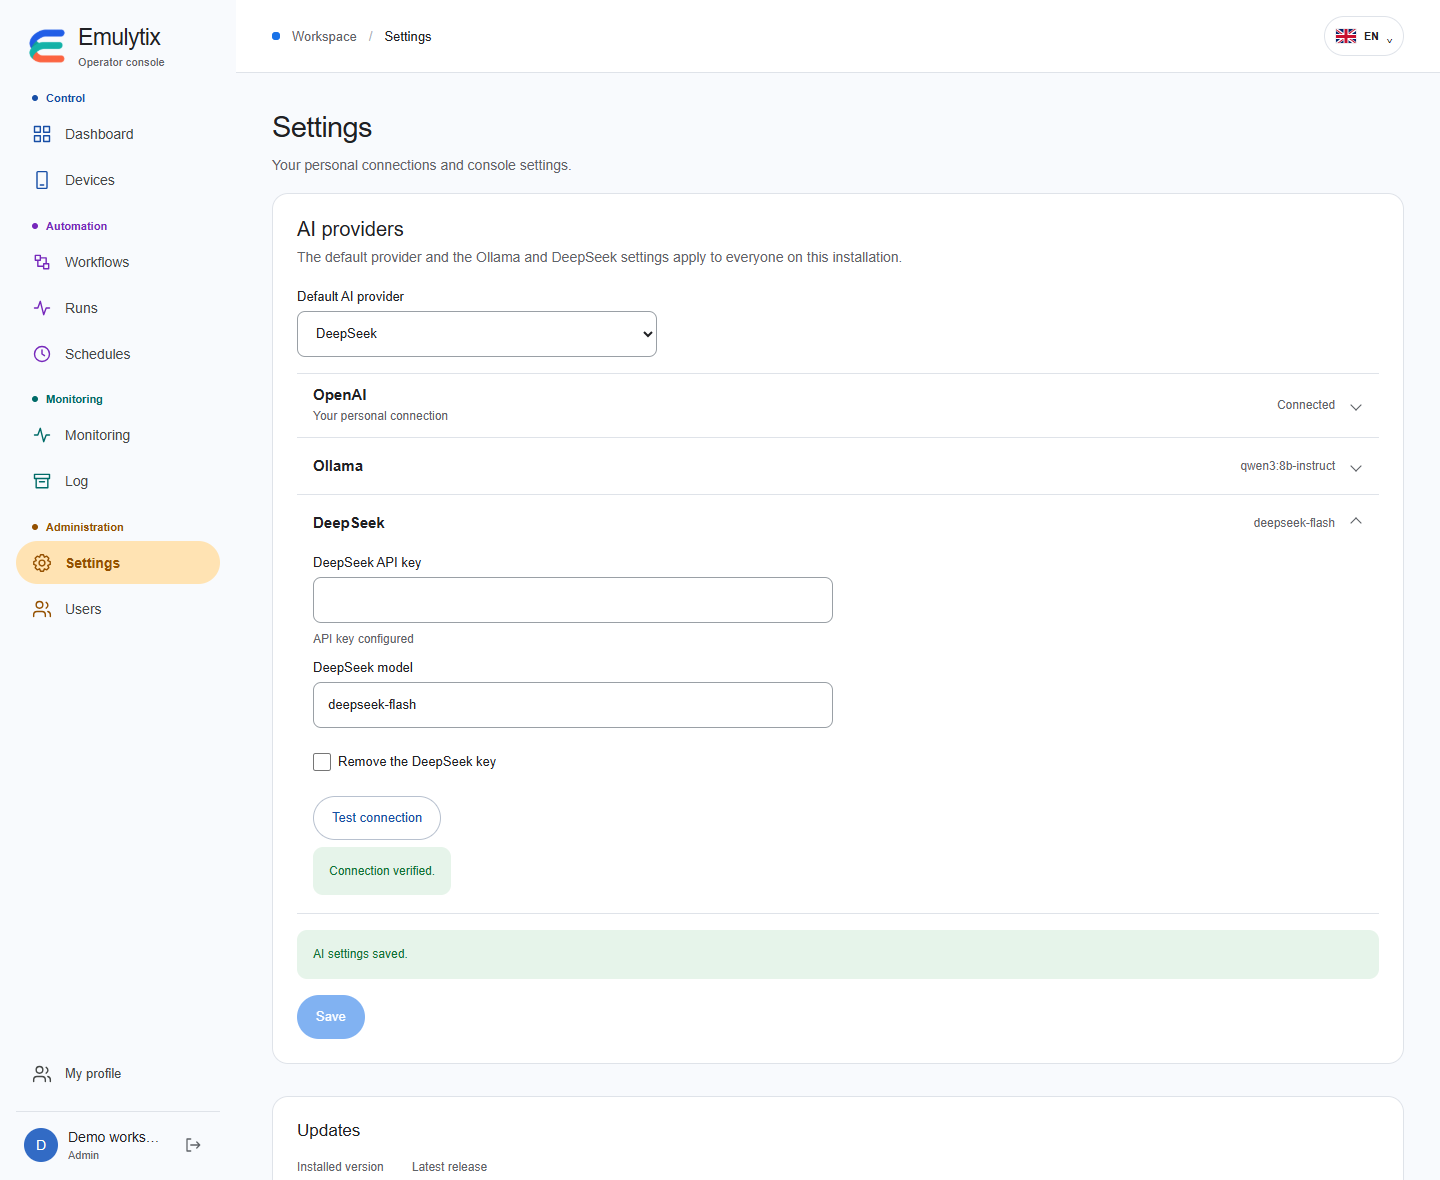 Emulytix
Operator console
Control
Dashboard
Devices
Automation
Workflows
Runs
Schedules
Monitoring
Monitoring
Log
Administration
Settings
Users
My profile
D
Demo works...
Admin
Workspace / Settings
EN
Settings
Your personal connections and console settings.
AI providers
The default provider and the Ollama and DeepSeek settings apply to everyone on this installation.
Default AI provider
DeepSeek
OpenAI
Your personal connection
Connected
Ollama
qwen3:8b-instruct
DeepSeek
deepseek-flash
DeepSeek API key
API key configured
DeepSeek model
deepseek-flash
Remove the DeepSeek key
Test connection
Connection verified.
AI settings saved.
Save
Updates
Installed version
Latest release